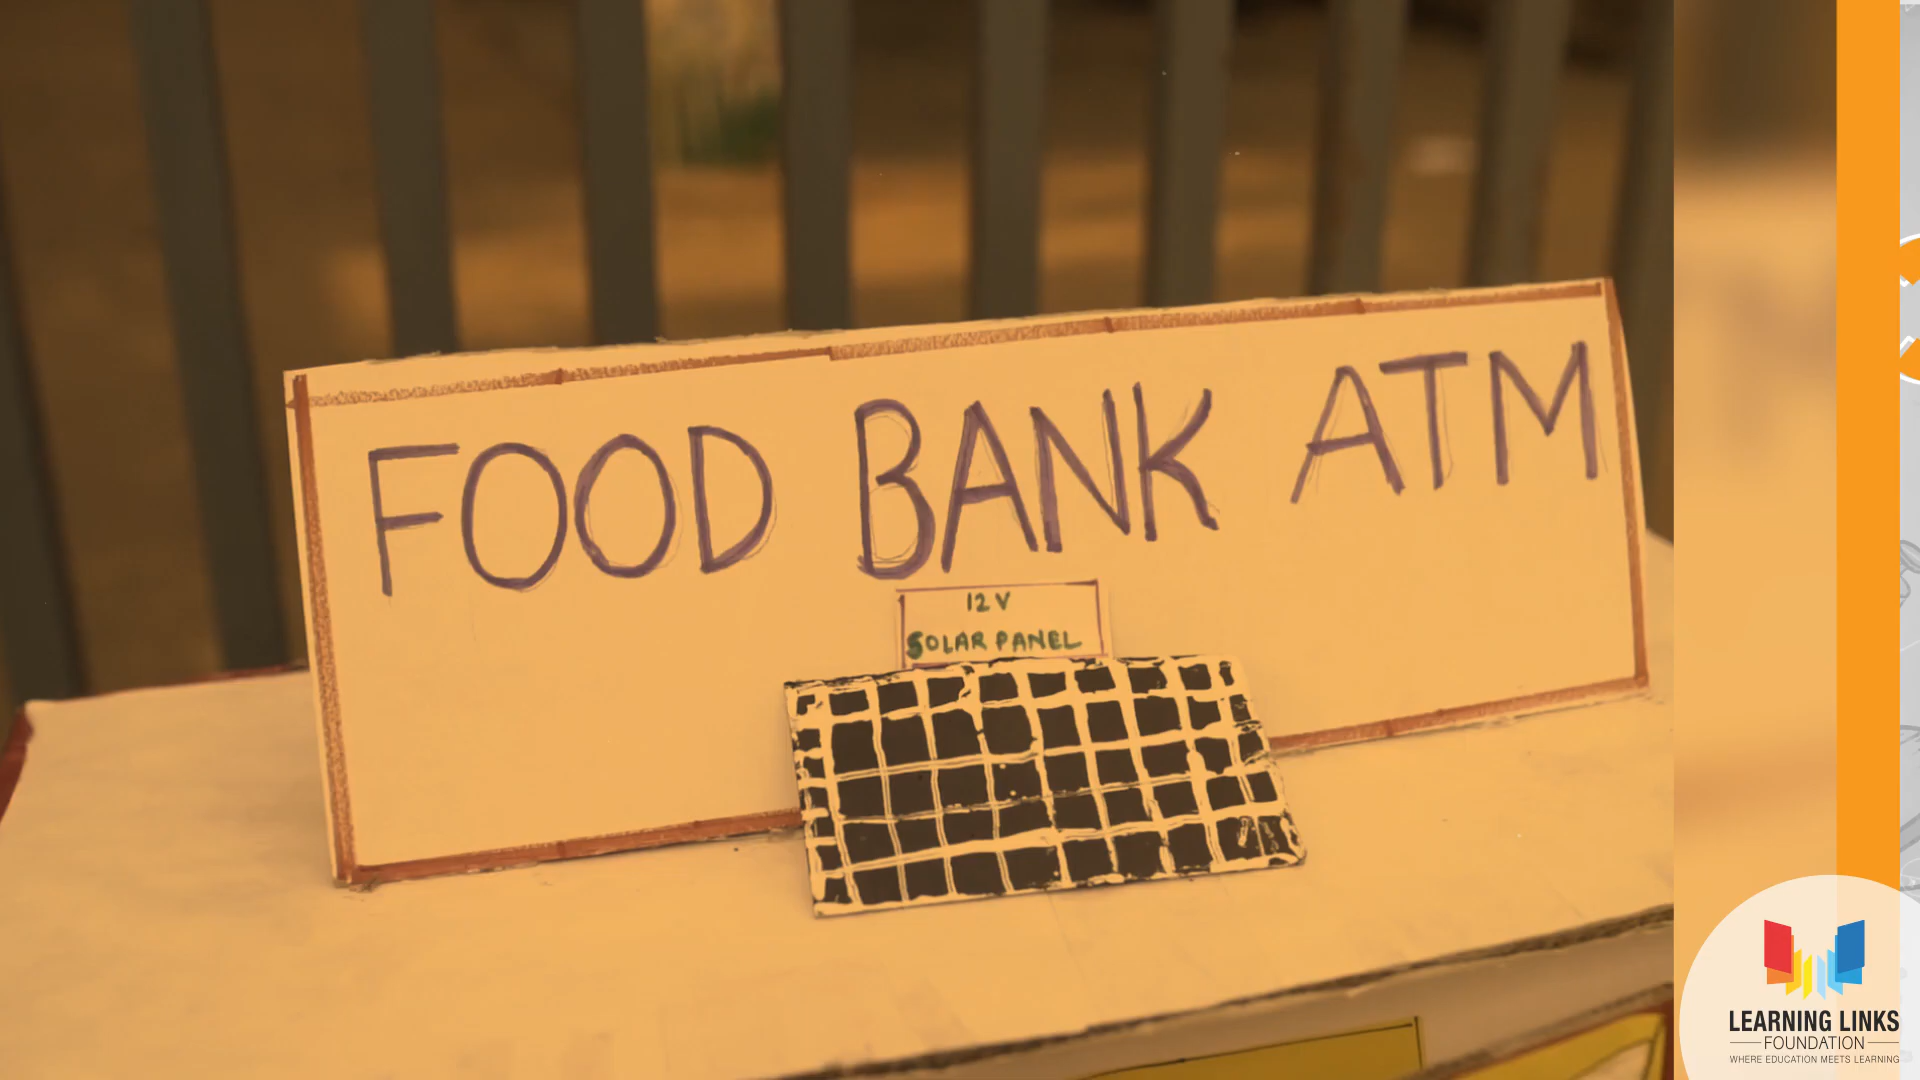 FOOD BANK ATM
12V
SOLAR PANEL
LEARNING LINKS
FOUNDATION
WHERE EDUCATION MEETS LEARNING